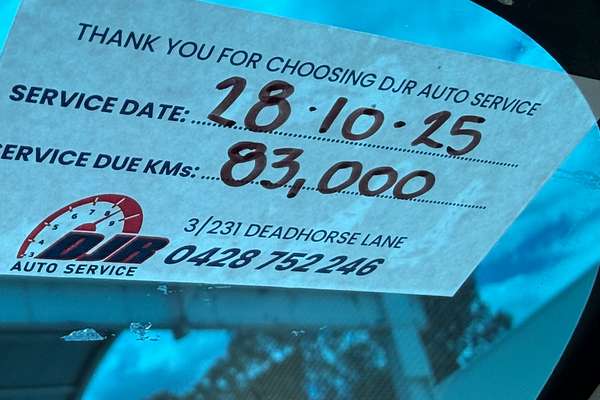 THANK YOU FOR CHOOSING DJR AUTO SERVICE
SERVICE DATE: 28.10.25
SERVICE DUE KMs: 83,000
3/231 DEADHORSE LANE
DJR
AUTO SERVICE
0428 752 246